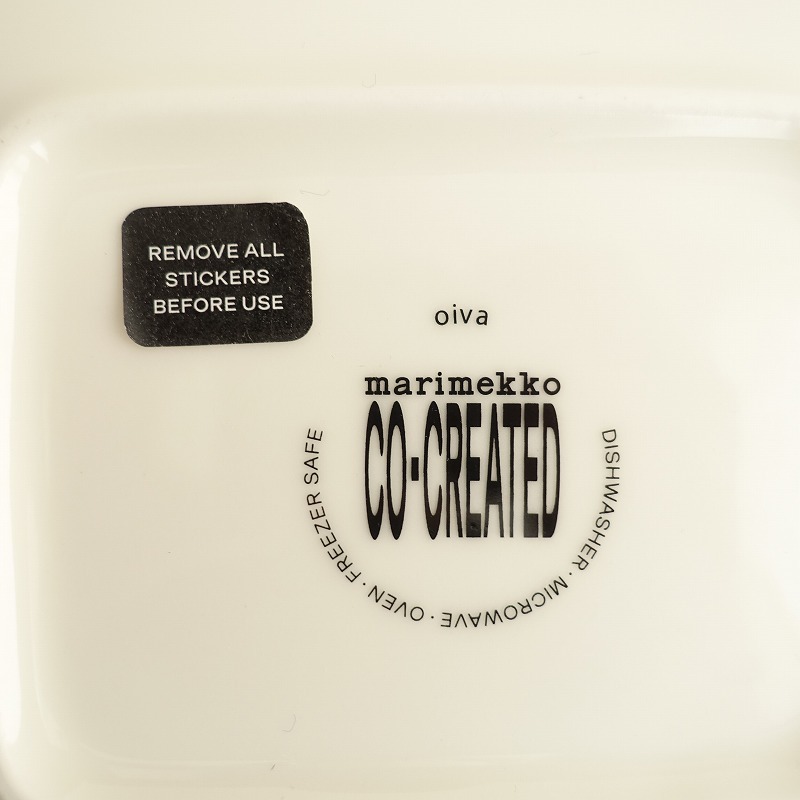 REMOVE ALL
STICKERS
BEFORE USE
oiva
marimekko
CO-CREATED
DISHWASHER · MICROWAVE · OVEN · FREEZER SAFE